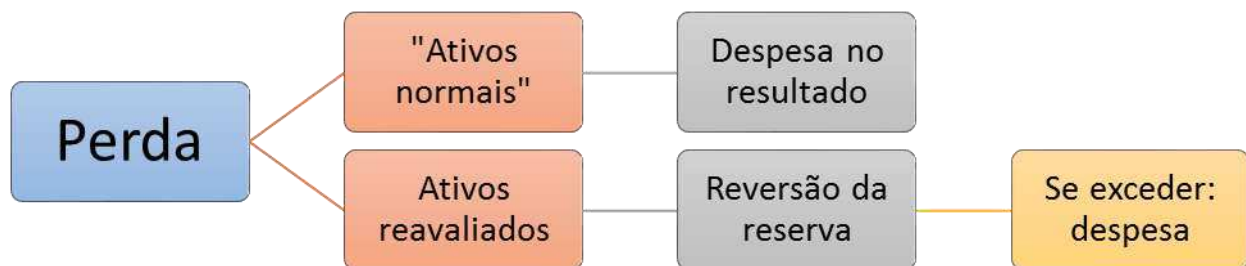 Perda
"Ativos
normais"
Despesa no
resultado
Ativos
reavaliados
Reversão da
reserva
Se exceder:
despesa